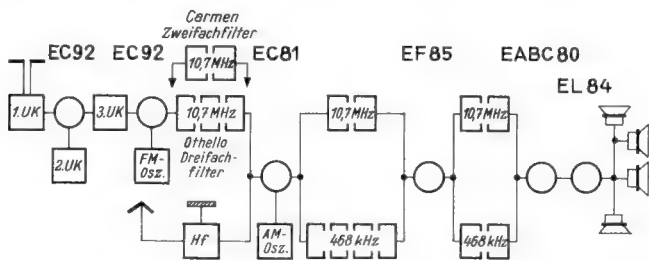 Carmen
Zweifachfilter
EC92
EC92
EC81
EF85
EABC80
EL84
10,7MHz
1.UK
3.UK
10,7MHz
10,7MHz
10,7MHz
2.UK
FM-
Osz.
Othello
Dreifach-
filter
Hf
AM-
Osz.
468 kHz
468 kHz